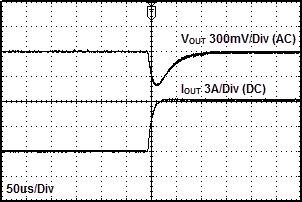 VOUT 300mV/Div (AC)
IOUT 3A/Div (DC)
50us/Div